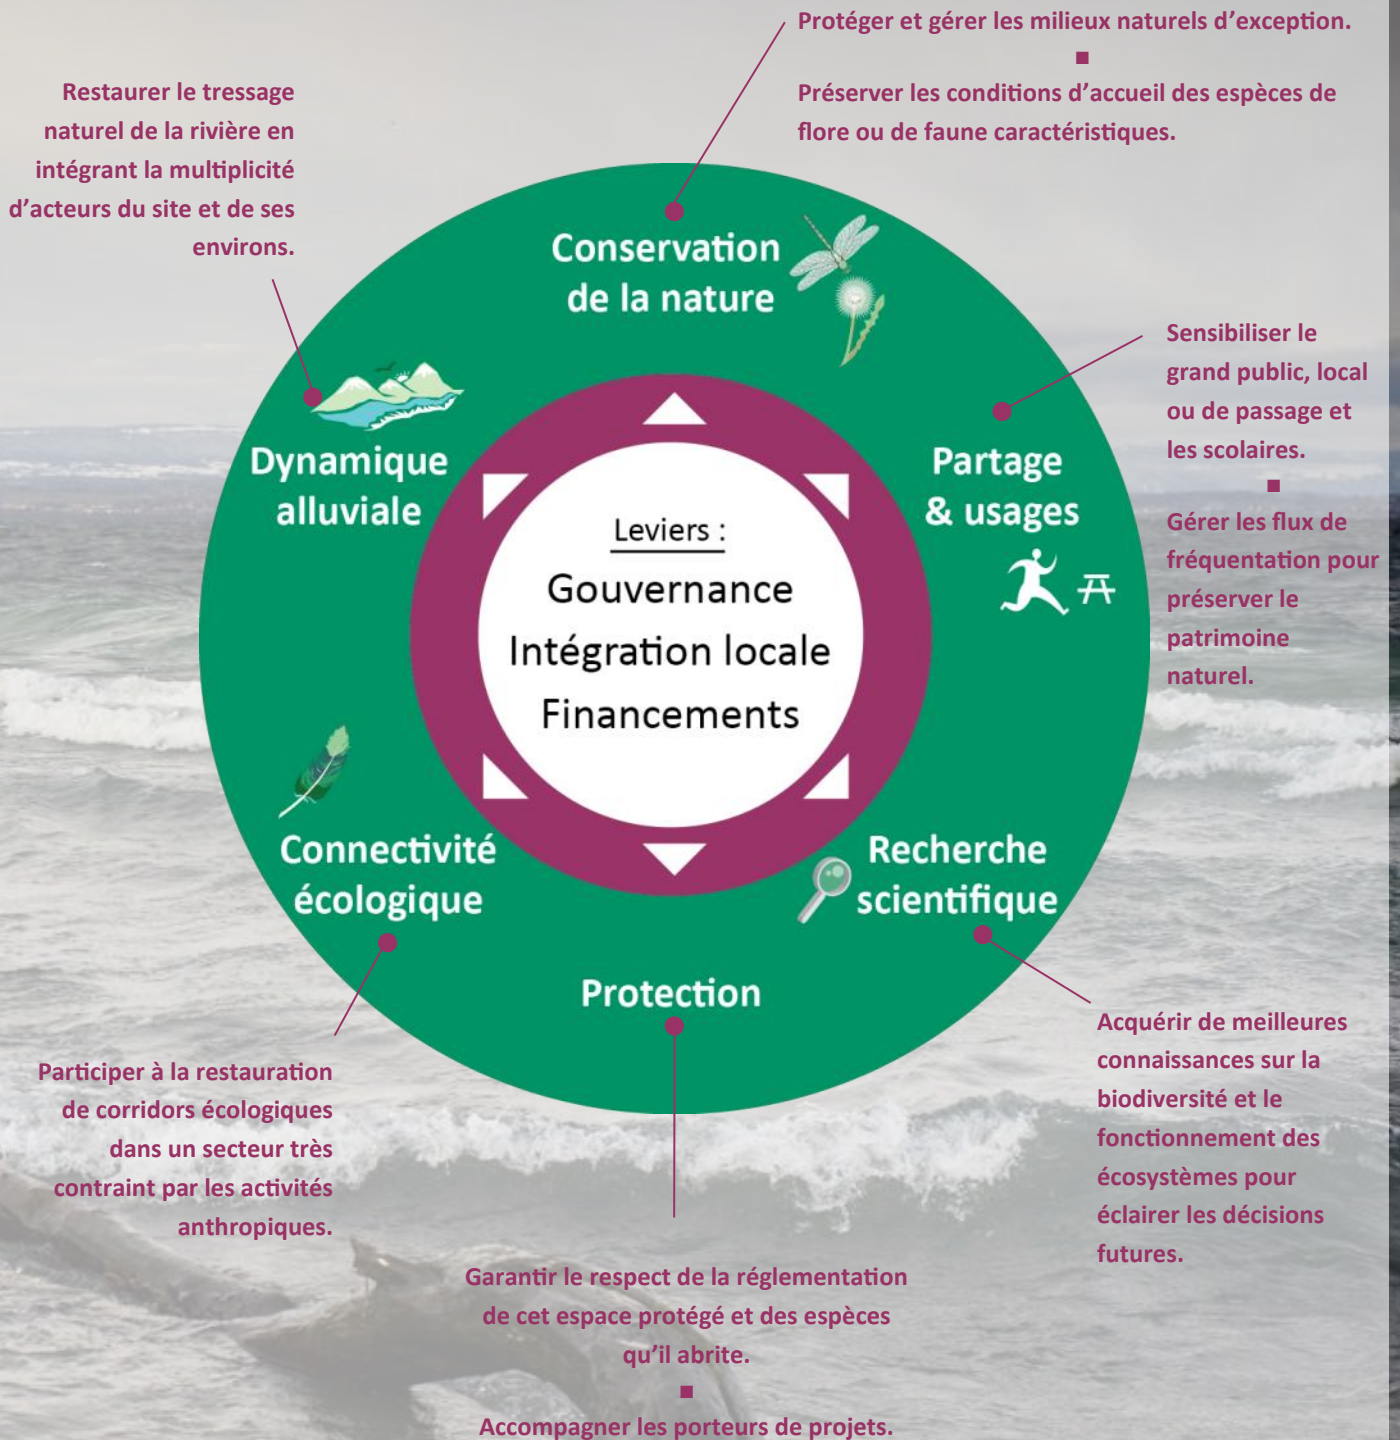 Protéger et gérer les milieux naturels d’exception.
■
Préserver les conditions d’accueil des espèces de
flore ou de faune caractéristiques.
Restaurer le tressage
naturel de la rivière en
intégrant la multiplicité
d’acteurs du site et de ses
environs.
Conservation
de la nature
Sensibiliser le
grand public, local
ou de passage et
les scolaires.
■
Gérer les flux de
fréquentation pour
préserver le
patrimoine
naturel.
Dynamique
alluviale
Partage
& usages
Leviers :
Gouvernance
Intégration locale
Financements
Connectivité
écologique
Recherche
scientifique
Protection
Participer à la restauration
de corridors écologiques
dans un secteur très
contraint par les activités
anthropiques.
Acquérir de meilleures
connaissances sur la
biodiversité et le
fonctionnement des
écosystèmes pour
éclairer les décisions
futures.
Garantir le respect de la réglementation
de cet espace protégé et des espèces
qu’il abrite.
■
Accompagner les porteurs de projets.